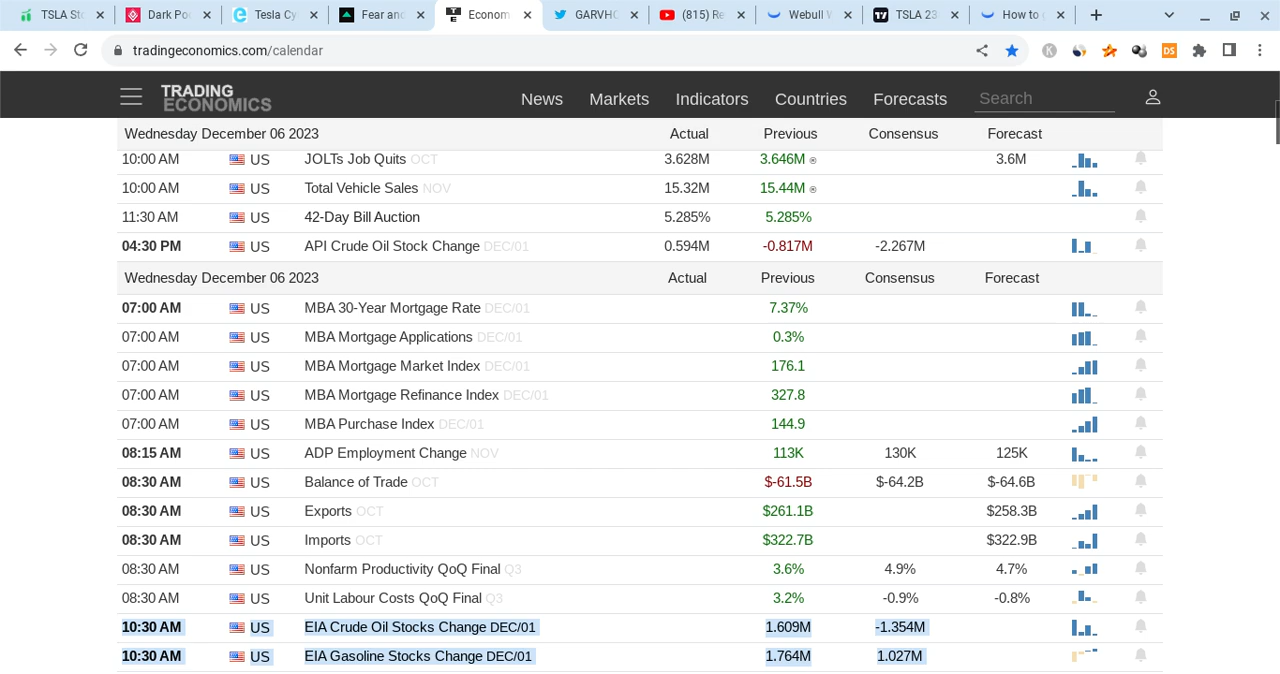 TSLA Sto
Dark Poo
Tesla Cy
Fear and
Econom
GARVHO
(815) Re
Webull W
TSLA 23
How to g
tradingeconomics.com/calendar
TRADING
ECONOMICS
News Markets Indicators Countries Forecasts Search
Wednesday December 06 2023 Actual Previous Consensus Forecast
10:00 AM US JOLTs Job Quits OCT 3.628M 3.646M ® 3.6M
10:00 AM US Total Vehicle Sales NOV 15.32M 15.44M ®
11:30 AM US 42-Day Bill Auction 5.285% 5.285%
04:30 PM US API Crude Oil Stock Change DEC/01 0.594M -0.817M -2.267M
Wednesday December 06 2023 Actual Previous Consensus Forecast
07:00 AM US MBA 30-Year Mortgage Rate DEC/01 7.37%
07:00 AM US MBA Mortgage Applications DEC/01 0.3%
07:00 AM US MBA Mortgage Market Index DEC/01 176.1
07:00 AM US MBA Mortgage Refinance Index DEC/01 327.8
07:00 AM US MBA Purchase Index DEC/01 144.9
08:15 AM US ADP Employment Change NOV 113K 130K 125K
08:30 AM US Balance of Trade OCT $-61.5B $-64.2B $-64.6B
08:30 AM US Exports OCT $261.1B $258.3B
08:30 AM US Imports OCT $322.7B $322.9B
08:30 AM US Nonfarm Productivity QoQ Final Q3 3.6% 4.9% 4.7%
08:30 AM US Unit Labour Costs QoQ Final Q3 3.2% -0.9% -0.8%
10:30 AM US EIA Crude Oil Stocks Change DEC/01 1.609M -1.354M
10:30 AM US EIA Gasoline Stocks Change DEC/01 1.764M 1.027M